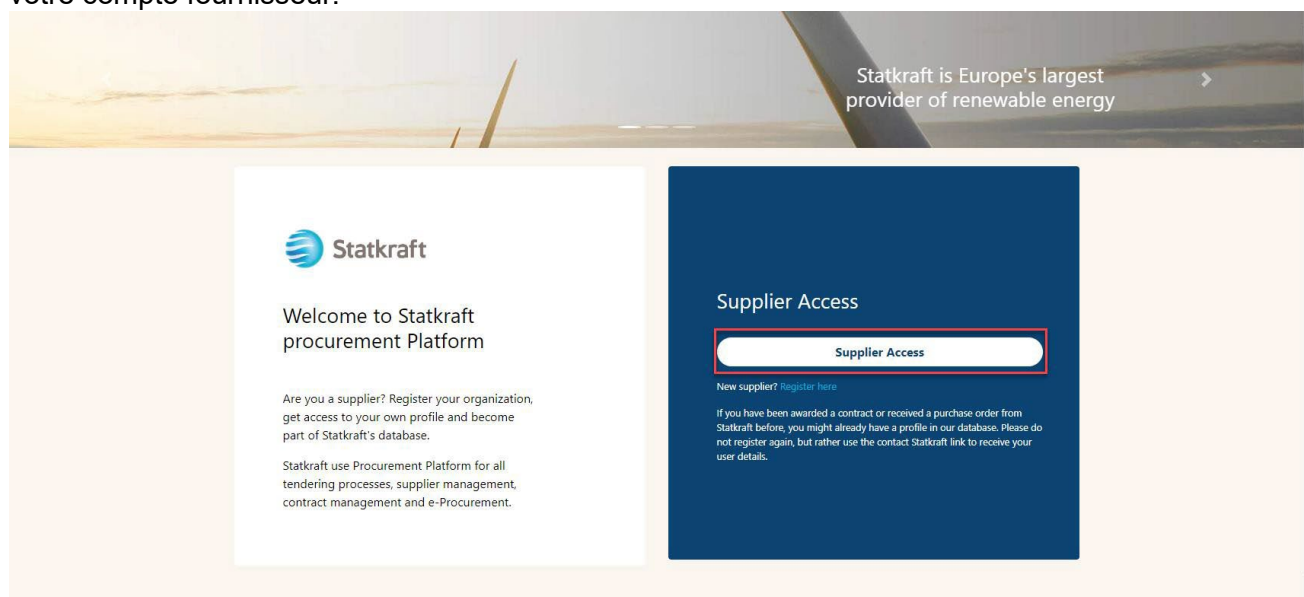 votre compte fournisseur.
Statkraft is Europe's largest
provider of renewable energy
Statkraft
Welcome to Statkraft
procurement Platform
Are you a supplier? Register your organization,
get access to your own profile and become
part of Statkraft's database.
Statkraft use Procurement Platform for all
tendering processes, supplier management,
contract management and e-Procurement.
Supplier Access
Supplier Access
New supplier? Register here
If you have been awarded a contract or received a purchase order from
Statkraft before, you might already have a profile in our database. Please do
not register again, but rather use the contact Statkraft link to receive your
user details.